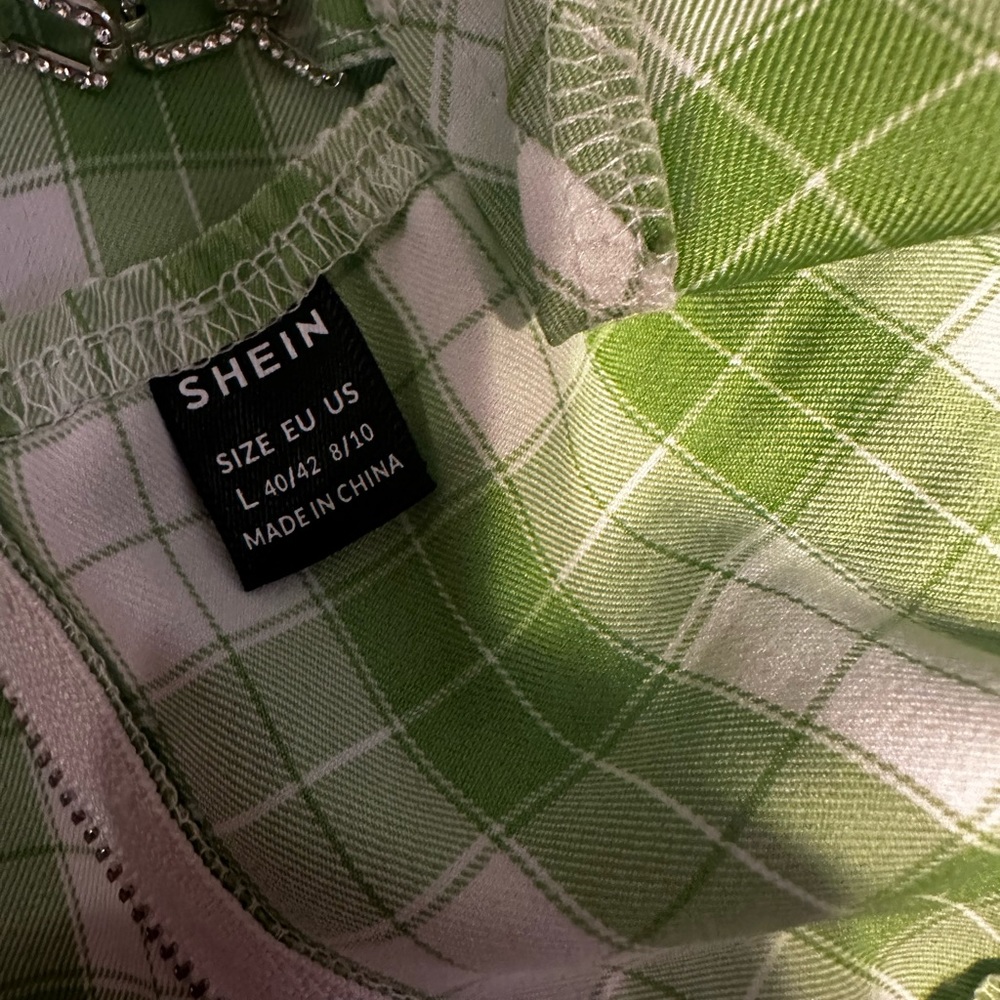 SHEIN
SIZE EU US
L 40/42 8/10
MADE IN CHINA